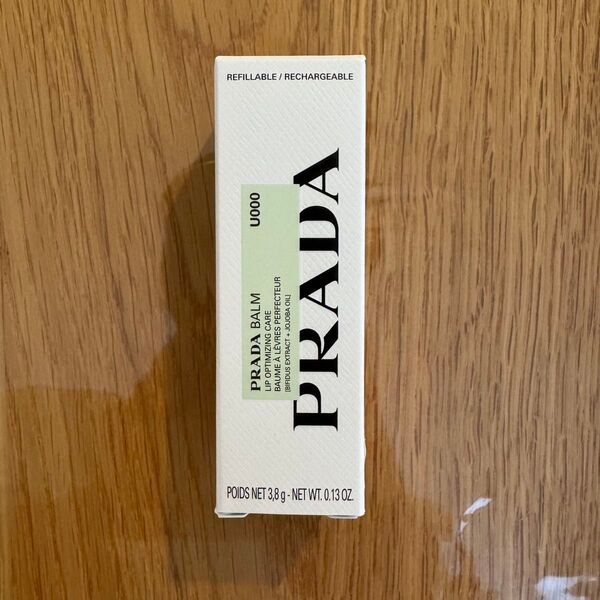 REFILLABLE / RECHARGEABLE
PRADA
U000
PRADA BALM
LIP OPTIMIZING CARE
BAUME À LÈVRES PERFECTEUR
[BIFIDUS EXTRACT + JOJOBA OIL]
POIDS NET 3,8 g - NET WT. 0.13 OZ.